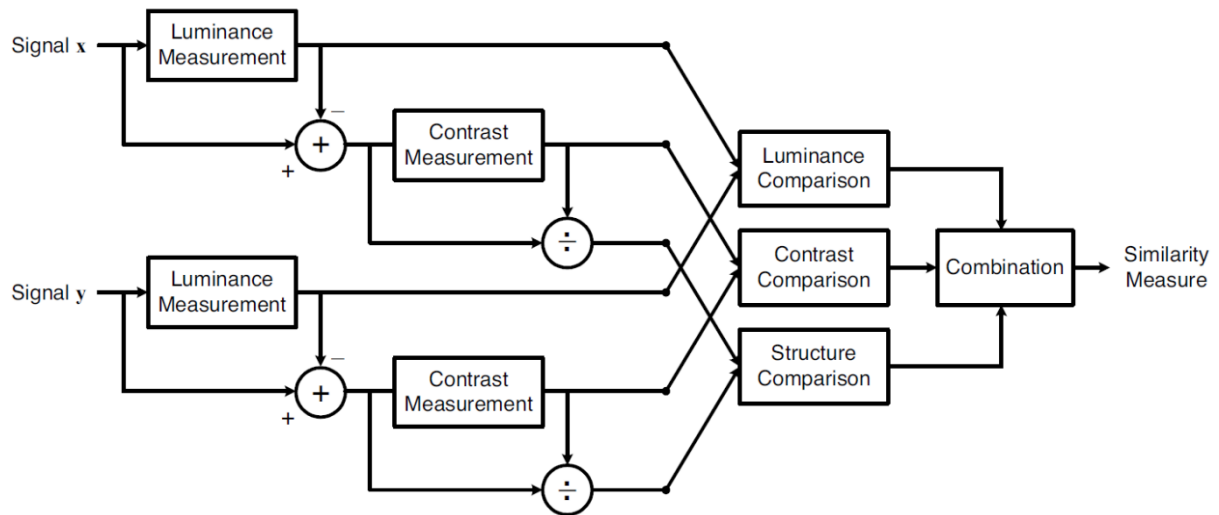 Signal x
Luminance
Measurement
−
+
+
Contrast
Measurement
÷
Signal y
Luminance
Measurement
−
+
+
Contrast
Measurement
÷
Luminance
Comparison
Contrast
Comparison
Structure
Comparison
Combination
Similarity
Measure